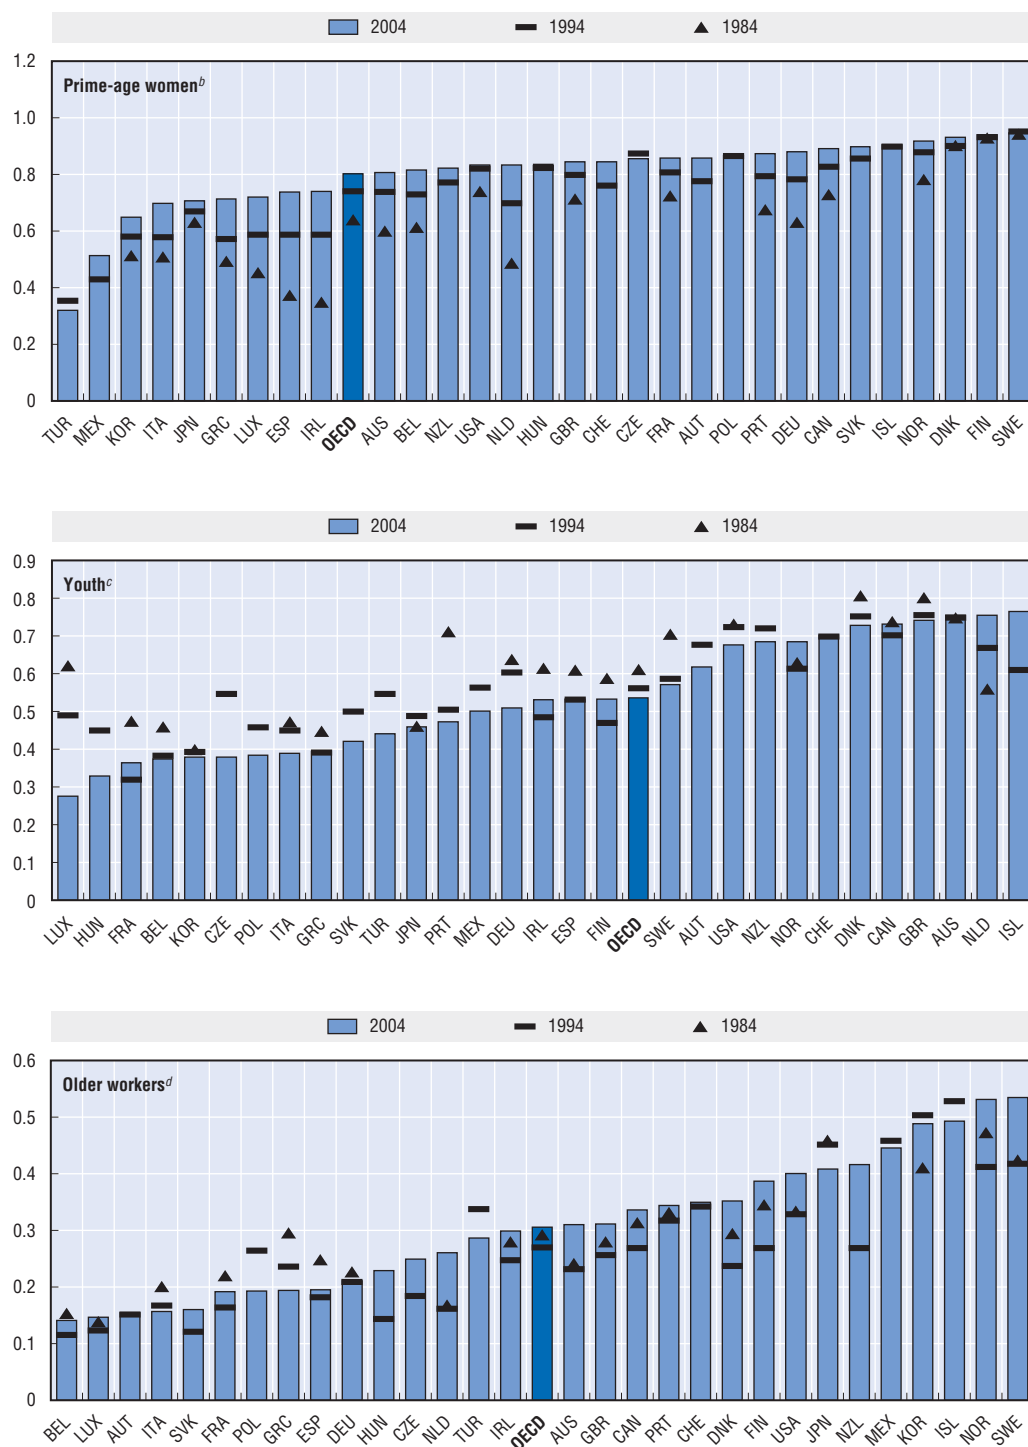 2004 1994 1984
1.2
Prime-age women b
1.0
0.8
0.6
0.4
0.2
0
TUR MEX KOR ITA JPN GRC LUX ESP IRL OECD AUS BEL NZL USA NLD HUN GBR CHE CZE FRA AUT POL PRT DEU CAN SVK ISL NOR DNK FIN SWE
2004 1994 1984
0.9
Youth c
0.8
0.7
0.6
0.5
0.4
0.3
0.2
0.1
0
LUX HUN FRA BEL KOR CZE POL ITA GRC SVK TUR JPN PRT MEX DEU IRL ESP FIN OECD SWE AUT USA NZL NOR CHE DNK CAN GBR AUS NLD ISL
2004 1994 1984
0.6
Older workers d
0.5
0.4
0.3
0.2
0.1
0
BEL LUX AUT ITA SVK FRA POL GRC ESP DEU HUN CZE NLD TUR IRL OECD AUS GBR CAN PRT CHE DNK FIN USA JPN NZL MEX KOR ISL NOR SWE